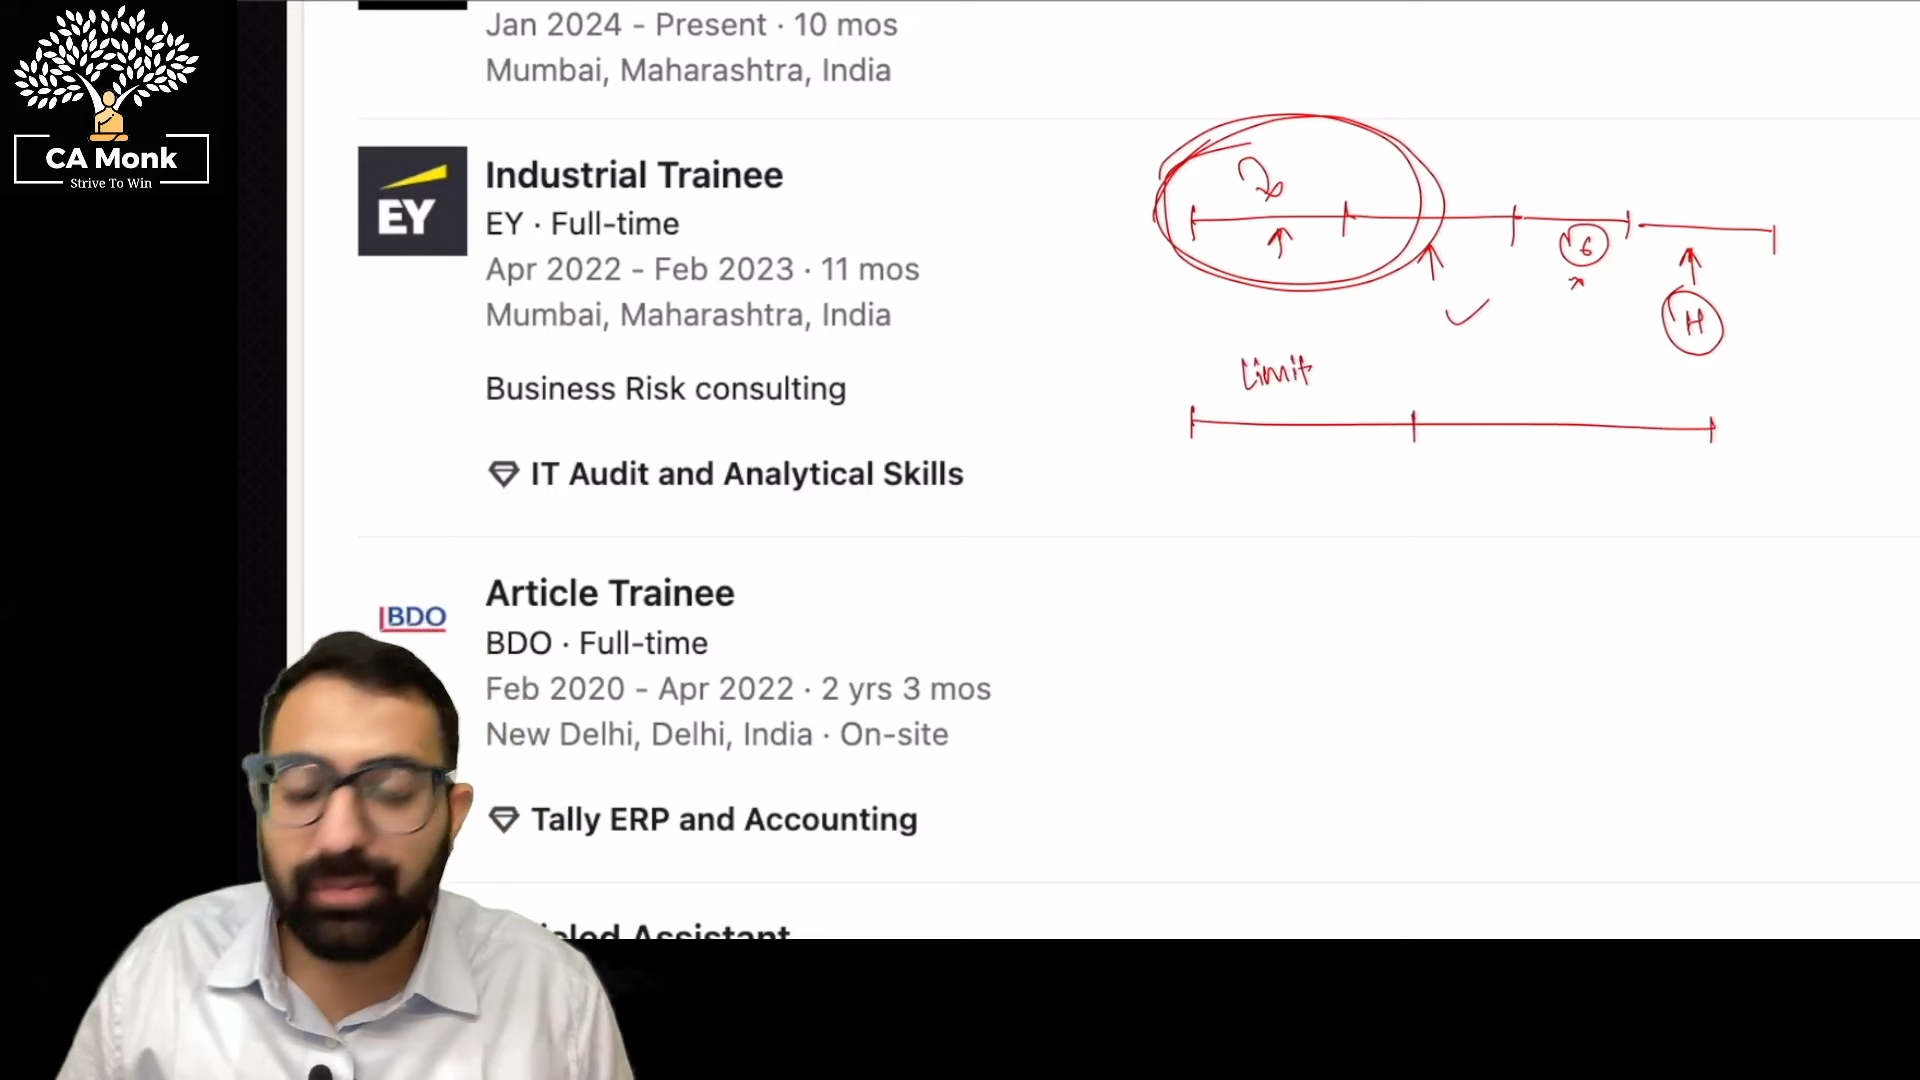 CA Monk
Strive To Win
Jan 2024 - Present · 10 mos
Mumbai, Maharashtra, India
EY
Industrial Trainee
EY · Full-time
Apr 2022 - Feb 2023 · 11 mos
Mumbai, Maharashtra, India
Business Risk consulting
IT Audit and Analytical Skills
6
H
Limit
BDO
Article Trainee
BDO · Full-time
Feb 2020 - Apr 2022 · 2 yrs 3 mos
New Delhi, Delhi, India · On-site
Tally ERP and Accounting
Assistant